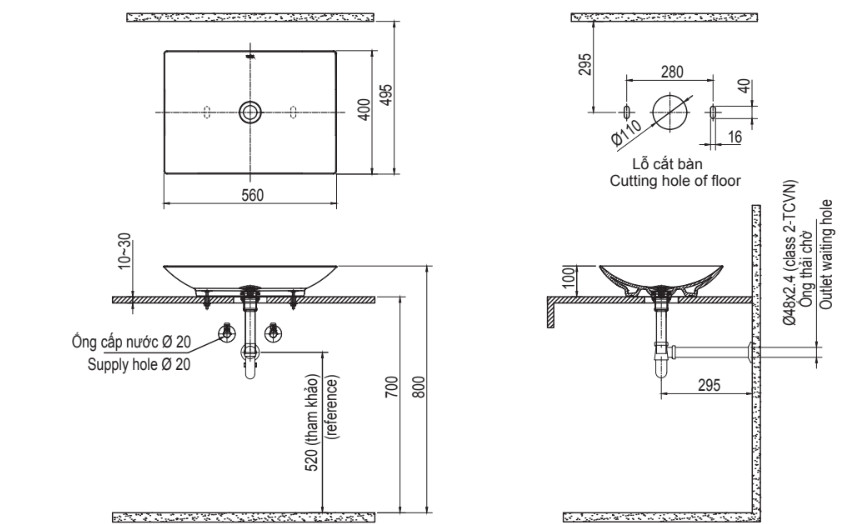 400
495
560
295
280
40
16
Ø110
Lỗ cắt bàn
Cutting hole of floor
10~30
Ống cấp nước Ø 20
Supply hole Ø 20
520 (tham khảo)
(reference)
700
800
100
295
Ø48x2.4 (class 2-TCVN)
Ống thải chờ
Outlet waiting hole